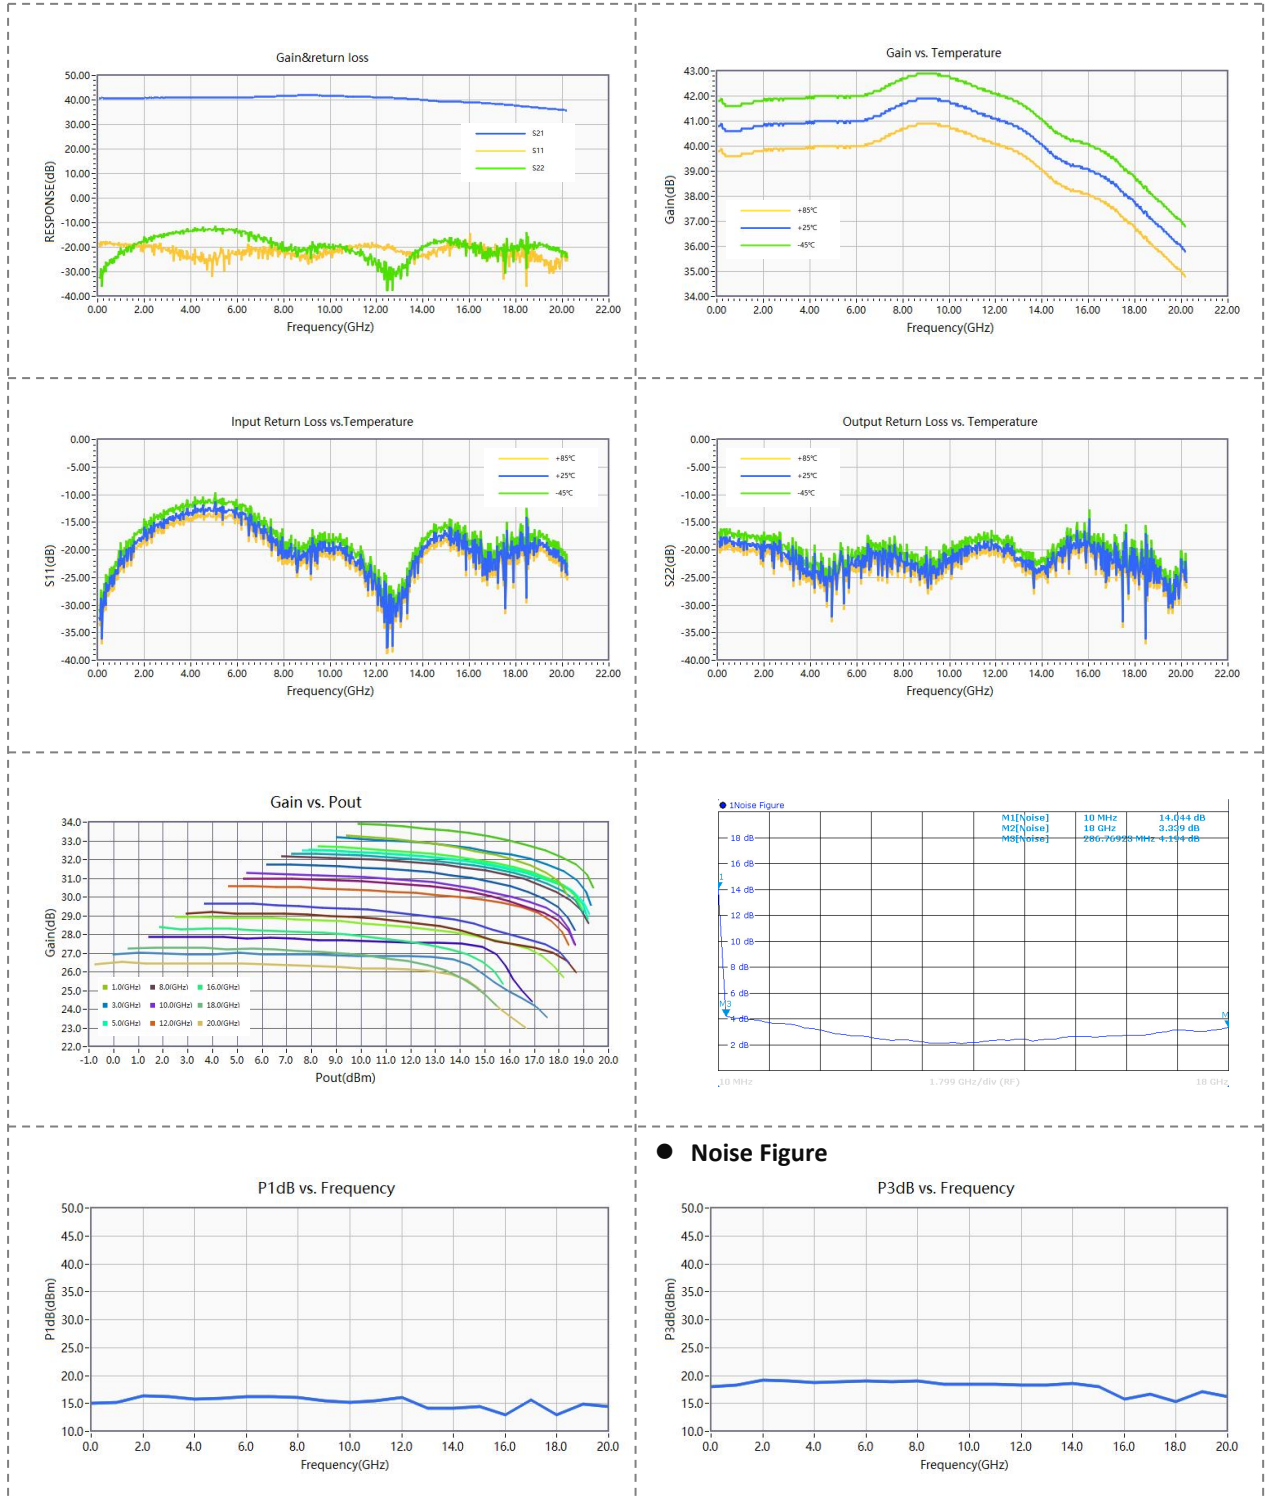 Gain&return loss
50.00
40.00
30.00
20.00
10.00
0.00
-10.00
-20.00
-30.00
-40.00
RESPONSE(dB)
S21
S11
S22
0.00 2.00 4.00 6.00 8.00 10.00 12.00 14.00 16.00 18.00 20.00 22.00
Frequency(GHz)
Gain vs. Temperature
43.00
42.00
41.00
40.00
39.00
38.00
37.00
36.00
35.00
34.00
Gain(dB)
+85℃
+25℃
-45℃
0.00 2.00 4.00 6.00 8.00 10.00 12.00 14.00 16.00 18.00 20.00 22.00
Frequency(GHz)
Input Return Loss vs.Temperature
0.00
-5.00
-10.00
-15.00
-20.00
-25.00
-30.00
-35.00
-40.00
S11(dB)
+85℃
+25℃
-45℃
0.00 2.00 4.00 6.00 8.00 10.00 12.00 14.00 16.00 18.00 20.00 22.00
Frequency(GHz)
Output Return Loss vs. Temperature
0.00
-5.00
-10.00
-15.00
-20.00
-25.00
-30.00
-35.00
-40.00
S22(dB)
+85℃
+25℃
-45℃
0.00 2.00 4.00 6.00 8.00 10.00 12.00 14.00 16.00 18.00 20.00 22.00
Frequency(GHz)
Gain vs. Pout
34.0
33.0
32.0
31.0
30.0
29.0
28.0
27.0
26.0
25.0
24.0
23.0
22.0
Gain(dB)
1.0(GHz) 8.0(GHz) 16.0(GHz)
3.0(GHz) 10.0(GHz) 18.0(GHz)
5.0(GHz) 12.0(GHz) 20.0(GHz)
-1.0 0.0 1.0 2.0 3.0 4.0 5.0 6.0 7.0 8.0 9.0 10.0 11.0 12.0 13.0 14.0 15.0 16.0 17.0 18.0 19.0 20.0
Pout(dBm)
1Noise Figure
M1[Noise] 10 MHz 14.044 dB
M2[Noise] 18 GHz 3.339 dB
M3[Noise] 286.76923 MHz 4.194 dB
18 dB
16 dB
1
14 dB
12 dB
10 dB
8 dB
6 dB
M3
4 dB
M
2 dB
10 MHz 1.799 GHz/div (RF) 18 GHz
P1dB vs. Frequency
50.0
45.0
40.0
35.0
30.0
25.0
20.0
15.0
10.0
P1dB(dBm)
0.0 2.0 4.0 6.0 8.0 10.0 12.0 14.0 16.0 18.0 20.0
Frequency(GHz)
● Noise Figure
P3dB vs. Frequency
50.0
45.0
40.0
35.0
30.0
25.0
20.0
15.0
10.0
P3dB(dBm)
0.0 2.0 4.0 6.0 8.0 10.0 12.0 14.0 16.0 18.0 20.0
Frequency(GHz)